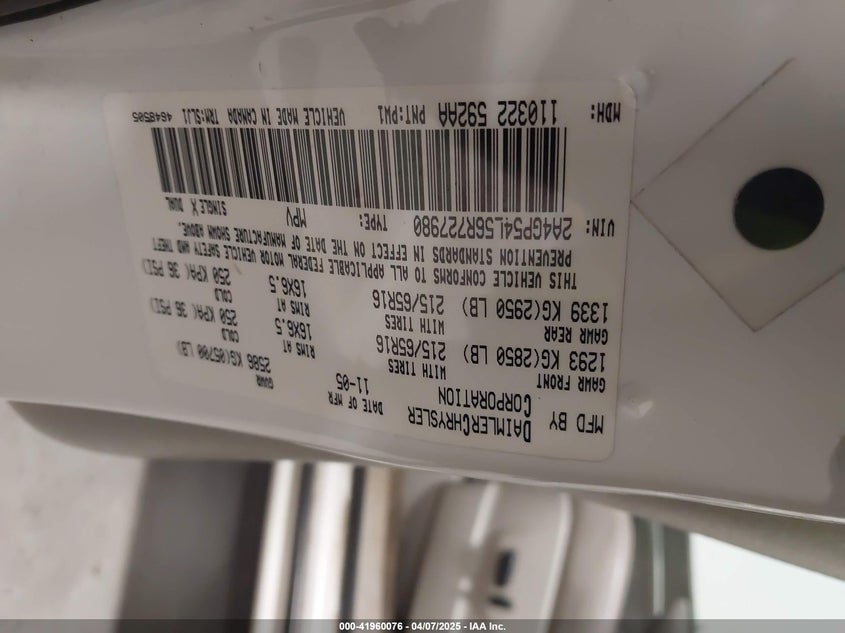 MFD BY DAIMLERCHRYSLER CORPORATION
DATE OF MFR 11-05
GVWR 2586 KG(05700 LB)
GAWR FRONT 1293 KG(2850 LB)
WITH TIRES 215/65R16
RIMS AT 16X6.5
COLD 250 KPA( 36 PSI)
GAWR REAR 1339 KG(2950 LB)
WITH TIRES 215/65R16
RIMS AT 16X6.5
COLD 250 KPA( 36 PSI)
THIS VEHICLE CONFORMS TO ALL APPLICABLE FEDERAL MOTOR VEHICLE SAFETY AND THEFT
PREVENTION STANDARDS IN EFFECT ON THE DATE OF MANUFACTURE SHOWN ABOVE.
VIN: 2A4GP54L56R727980 TYPE: MPV SINGLE X DUAL
MDH: 110322 592AA PNT:PW1 VEHICLE MADE IN CANADA TRM:SLJ1 4648505
000-41960076 - 04/07/2025 - IAA Inc.